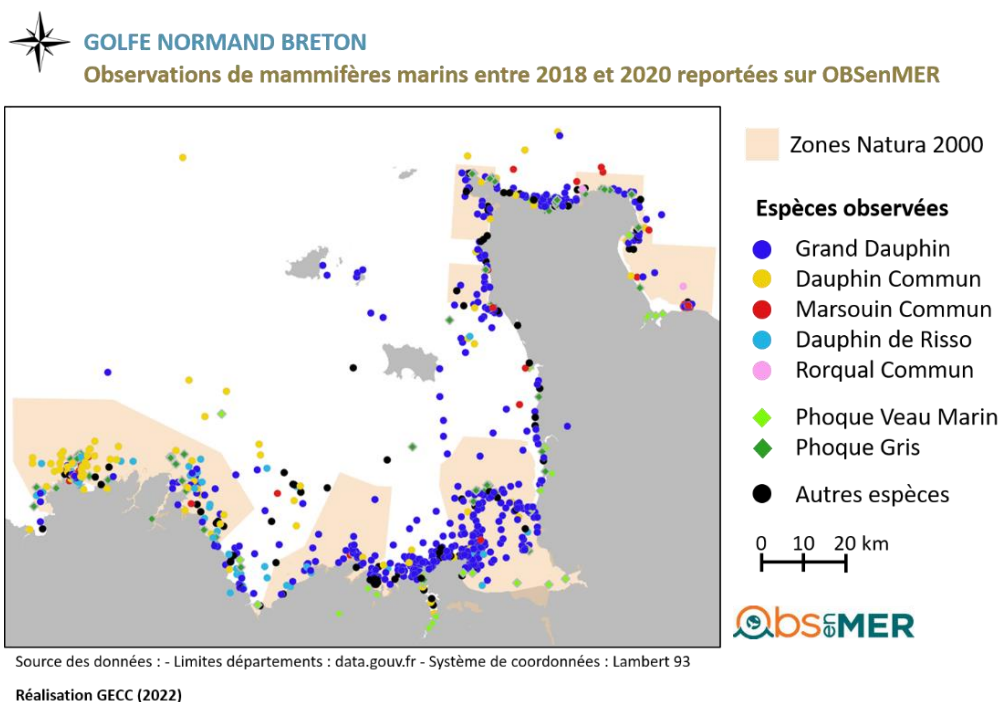 GOLFE NORMAND BRETON
Observations de mammifères marins entre 2018 et 2020 reportées sur OBSenMER
Zones Natura 2000
Espèces observées
Grand Dauphin
Dauphin Commun
Marsouin Commun
Dauphin de Risso
Rorqual Commun
Phoque Veau Marin
Phoque Gris
Autres espèces
0 10 20 km
ObsenMER
Source des données : - Limites départements : data.gouv.fr - Système de coordonnées : Lambert 93
Réalisation GECC (2022)